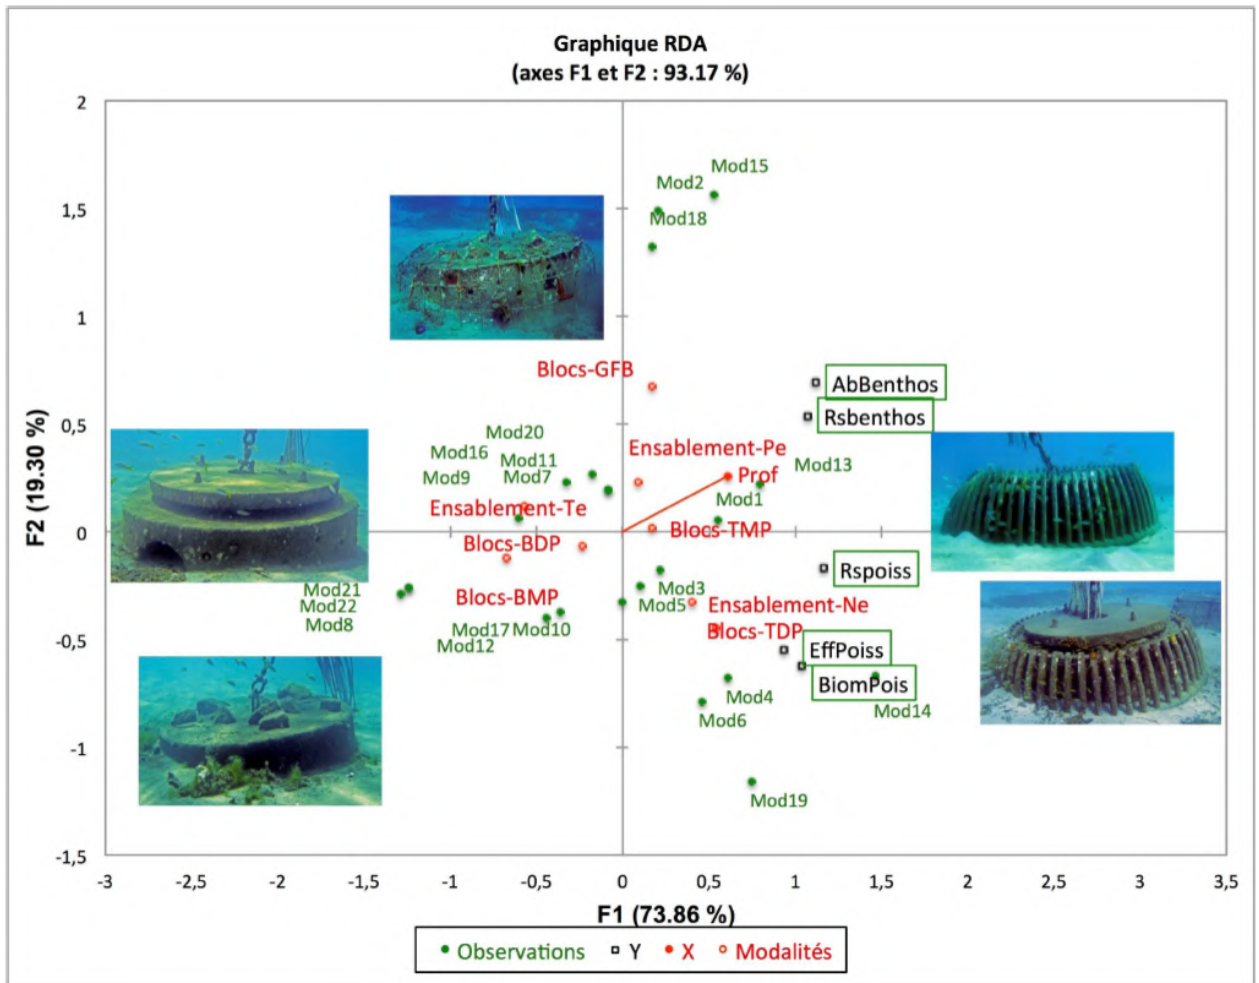 Graphique RDA
(axes F1 et F2 : 93.17 %)
2
Mod15
Mod2
1,5
Mod18
1
Blocs-GFB
AbBenthos
0,5
Rsbenthos
Mod20
Mod16
Mod11
Ensablement-Pe
Mod9
Mod7
Prof
Mod13
Mod1
Ensablement-Te
0
Blocs-TMP
Blocs-BDP
Rspoiss
Mod21
Mod22
Mod8
Blocs-BMP
Mod3
Mod5
Ensablement-Ne
-0,5
Mod17
Mod10
Mod12
Blocs-TDP
EffPoiss
BiomPois
Mod4
Mod14
Mod6
-1
Mod19
-1,5
F2 (19.30 %)
-3 -2,5 -2 -1,5 -1 -0,5 0 0,5 1 1,5 2 2,5 3 3,5
F1 (73.86 %)
Observations Y X Modalités